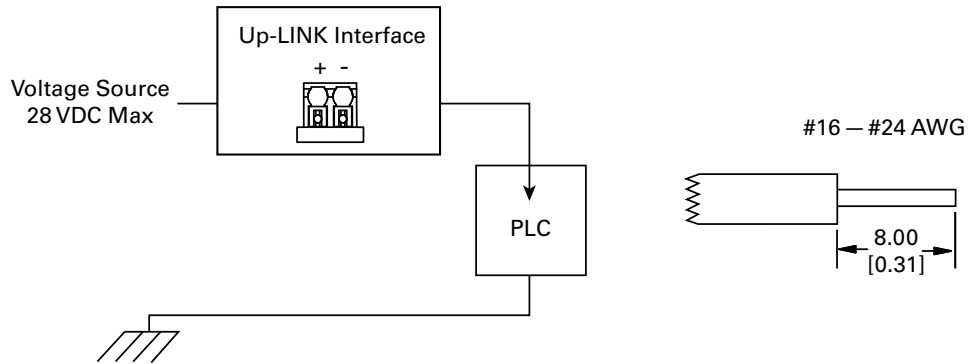 Up-LINK Interface
+ -
Voltage Source
28 VDC Max
#16 — #24 AWG
PLC
8.00
[0.31]